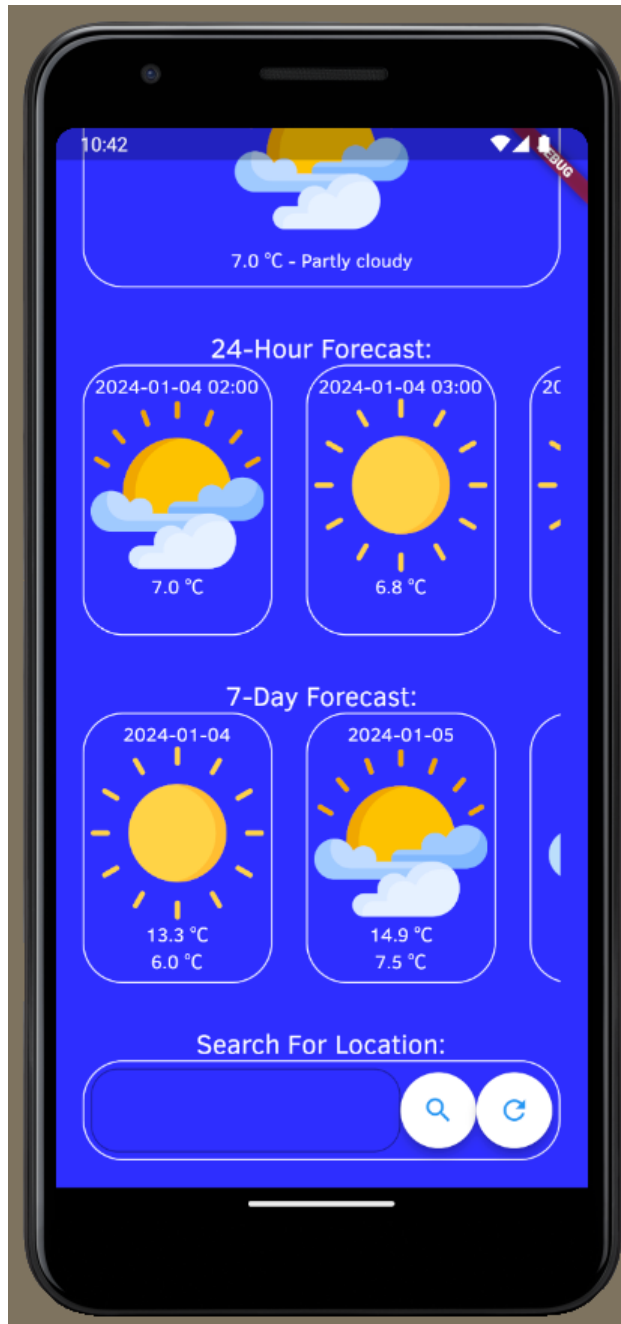 10:42
DEBUG
7.0 °C - Partly cloudy
24-Hour Forecast:
2024-01-04 02:00
2024-01-04 03:00
20
7.0 °C
6.8 °C
7-Day Forecast:
2024-01-04
2024-01-05
13.3 °C
14.9 °C
6.0 °C
7.5 °C
Search For Location: